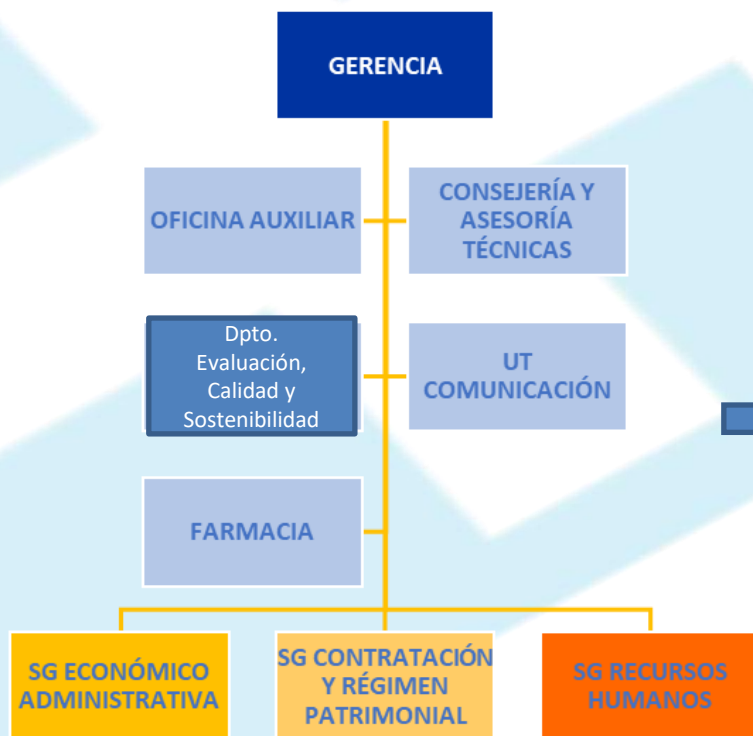 GERENCIA
OFICINA AUXILIAR
CONSEJERÍA Y
ASESORÍA
TÉCNICAS
Dpto.
Evaluación,
Calidad y
Sostenibilidad
UT
COMUNICACIÓN
FARMACIA
SG ECONÓMICO
ADMINISTRATIVA
SG CONTRATACIÓN
Y RÉGIMEN
PATRIMONIAL
SG RECURSOS
HUMANOS